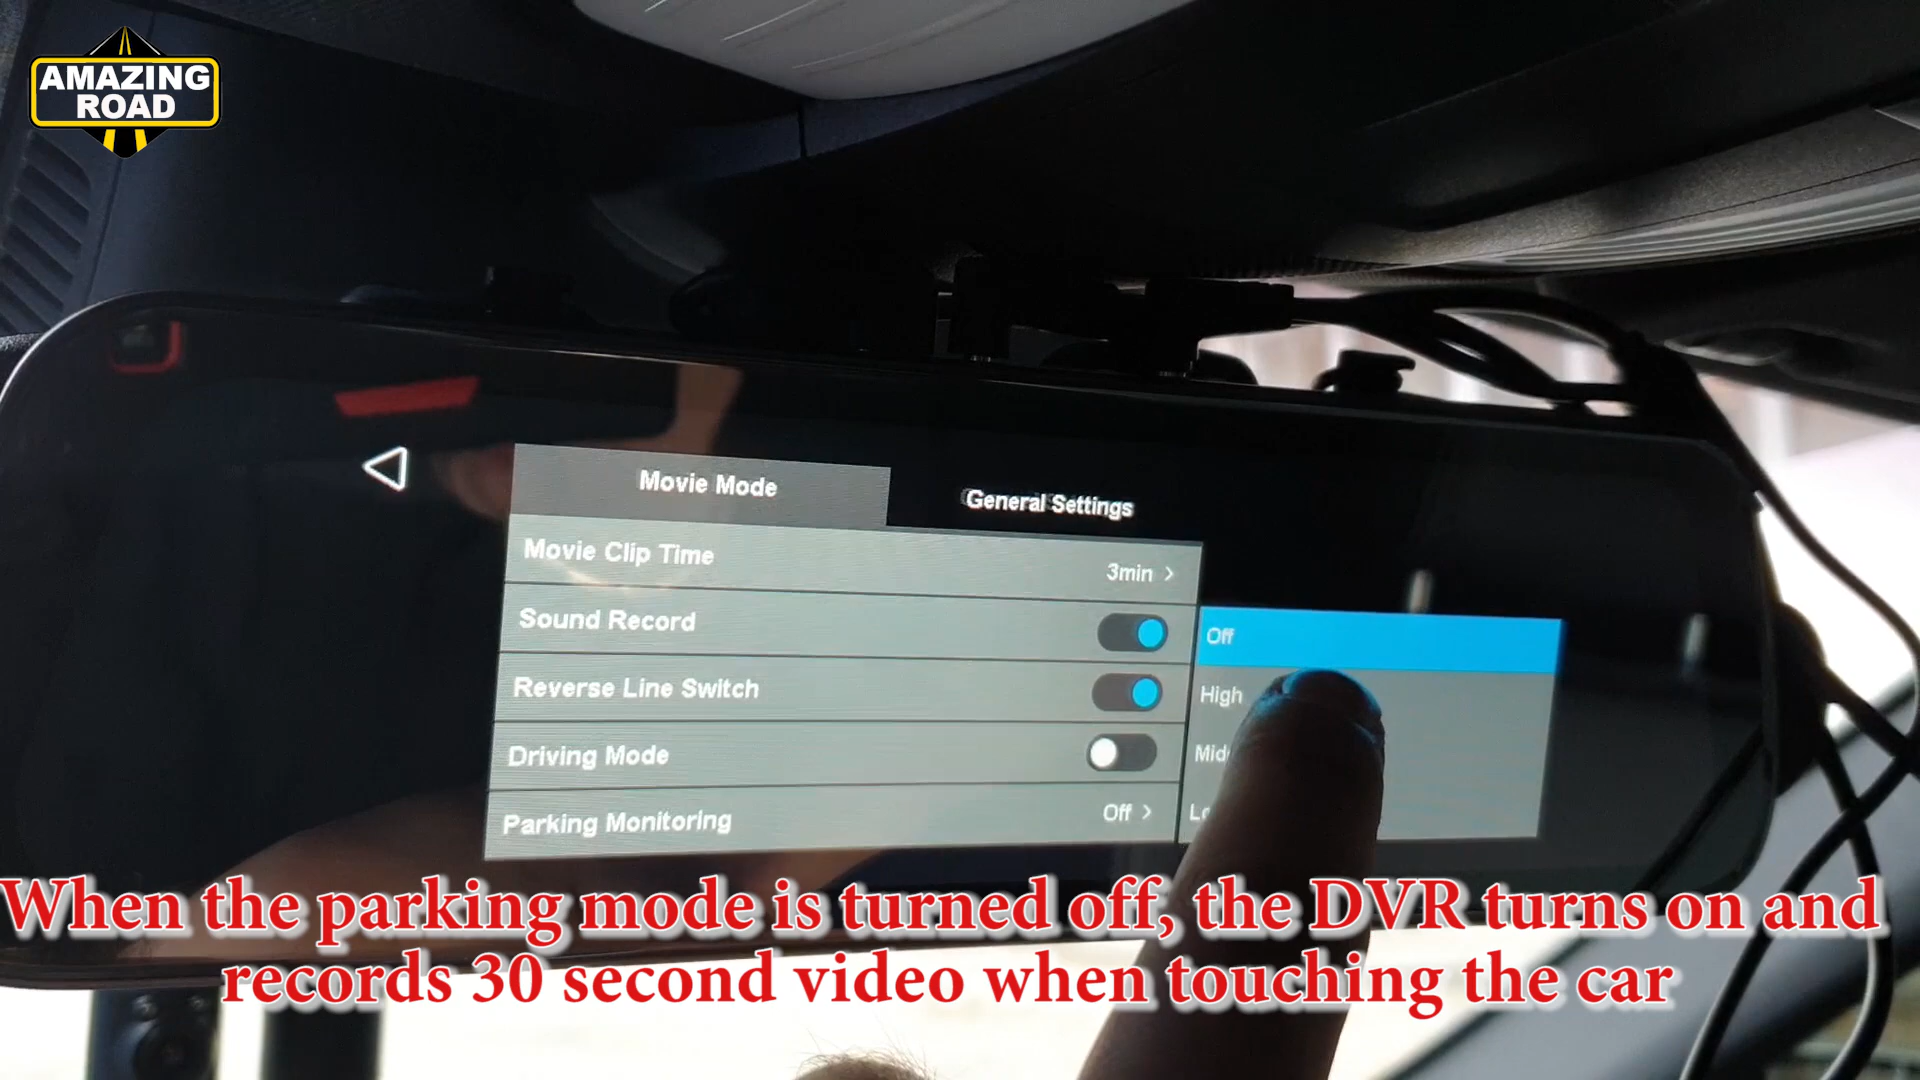 AMAZING
ROAD
Movie Mode
General Settings
Movie Clip Time
3min >
Sound Record
Off
Reverse Line Switch
High
Driving Mode
Parking Monitoring
Off >
When the parking mode is turned off, the DVR turns on and
records 30 second video when touching the car